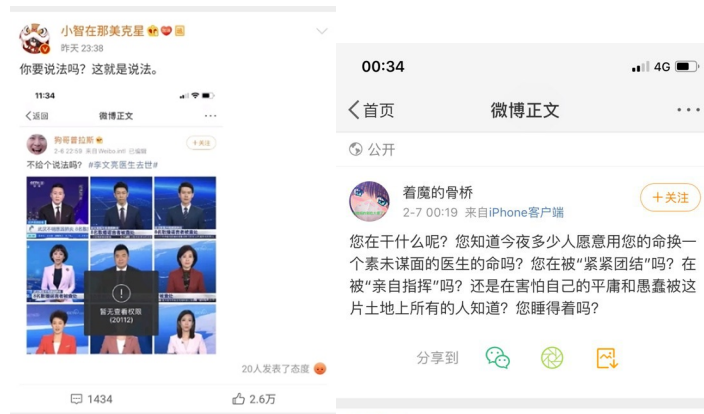 小智在那美克星
昨天 23:38
你要说法吗？这就是说法。
11:34
返回
微博正文
狗哥普拉斯
+关注
2-6 22:59 来自Weibo.intl 已编辑
不给个说法吗？ #李文亮医生去世#
暂无查看权限
(20112)
20人发表了态度
1434
2.6万
00:34
4G
首页
微博正文
公开
着魔的骨桥
+关注
2-7 00:19 来自iPhone客户端
您在干什么呢？您知道今夜多少人愿意用您的命换一
个素未谋面的医生的命吗？您在被“紧紧团结”吗？在
被“亲自指挥”吗？还是在害怕自己的平庸和愚蠢被这
片土地上所有的人知道？您睡得着吗？
分享到